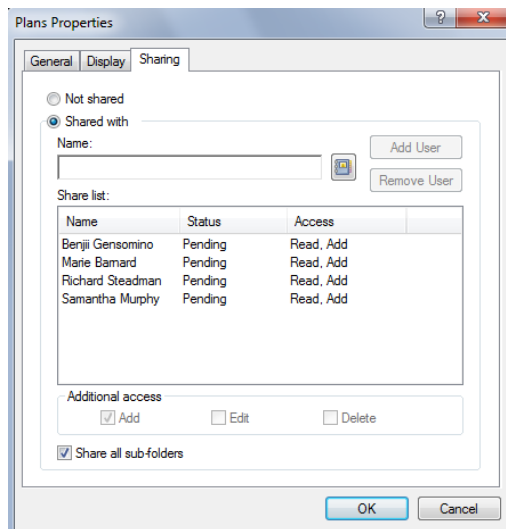 Plans Properties
General Display Sharing
Not shared
Shared with
Name:
Add User
Remove User
Share list:
Name Status Access
Benjii Gensomino Pending Read, Add
Marie Barnard Pending Read, Add
Richard Steadman Pending Read, Add
Samantha Murphy Pending Read, Add
Additional access
Add Edit Delete
Share all sub-folders
OK Cancel